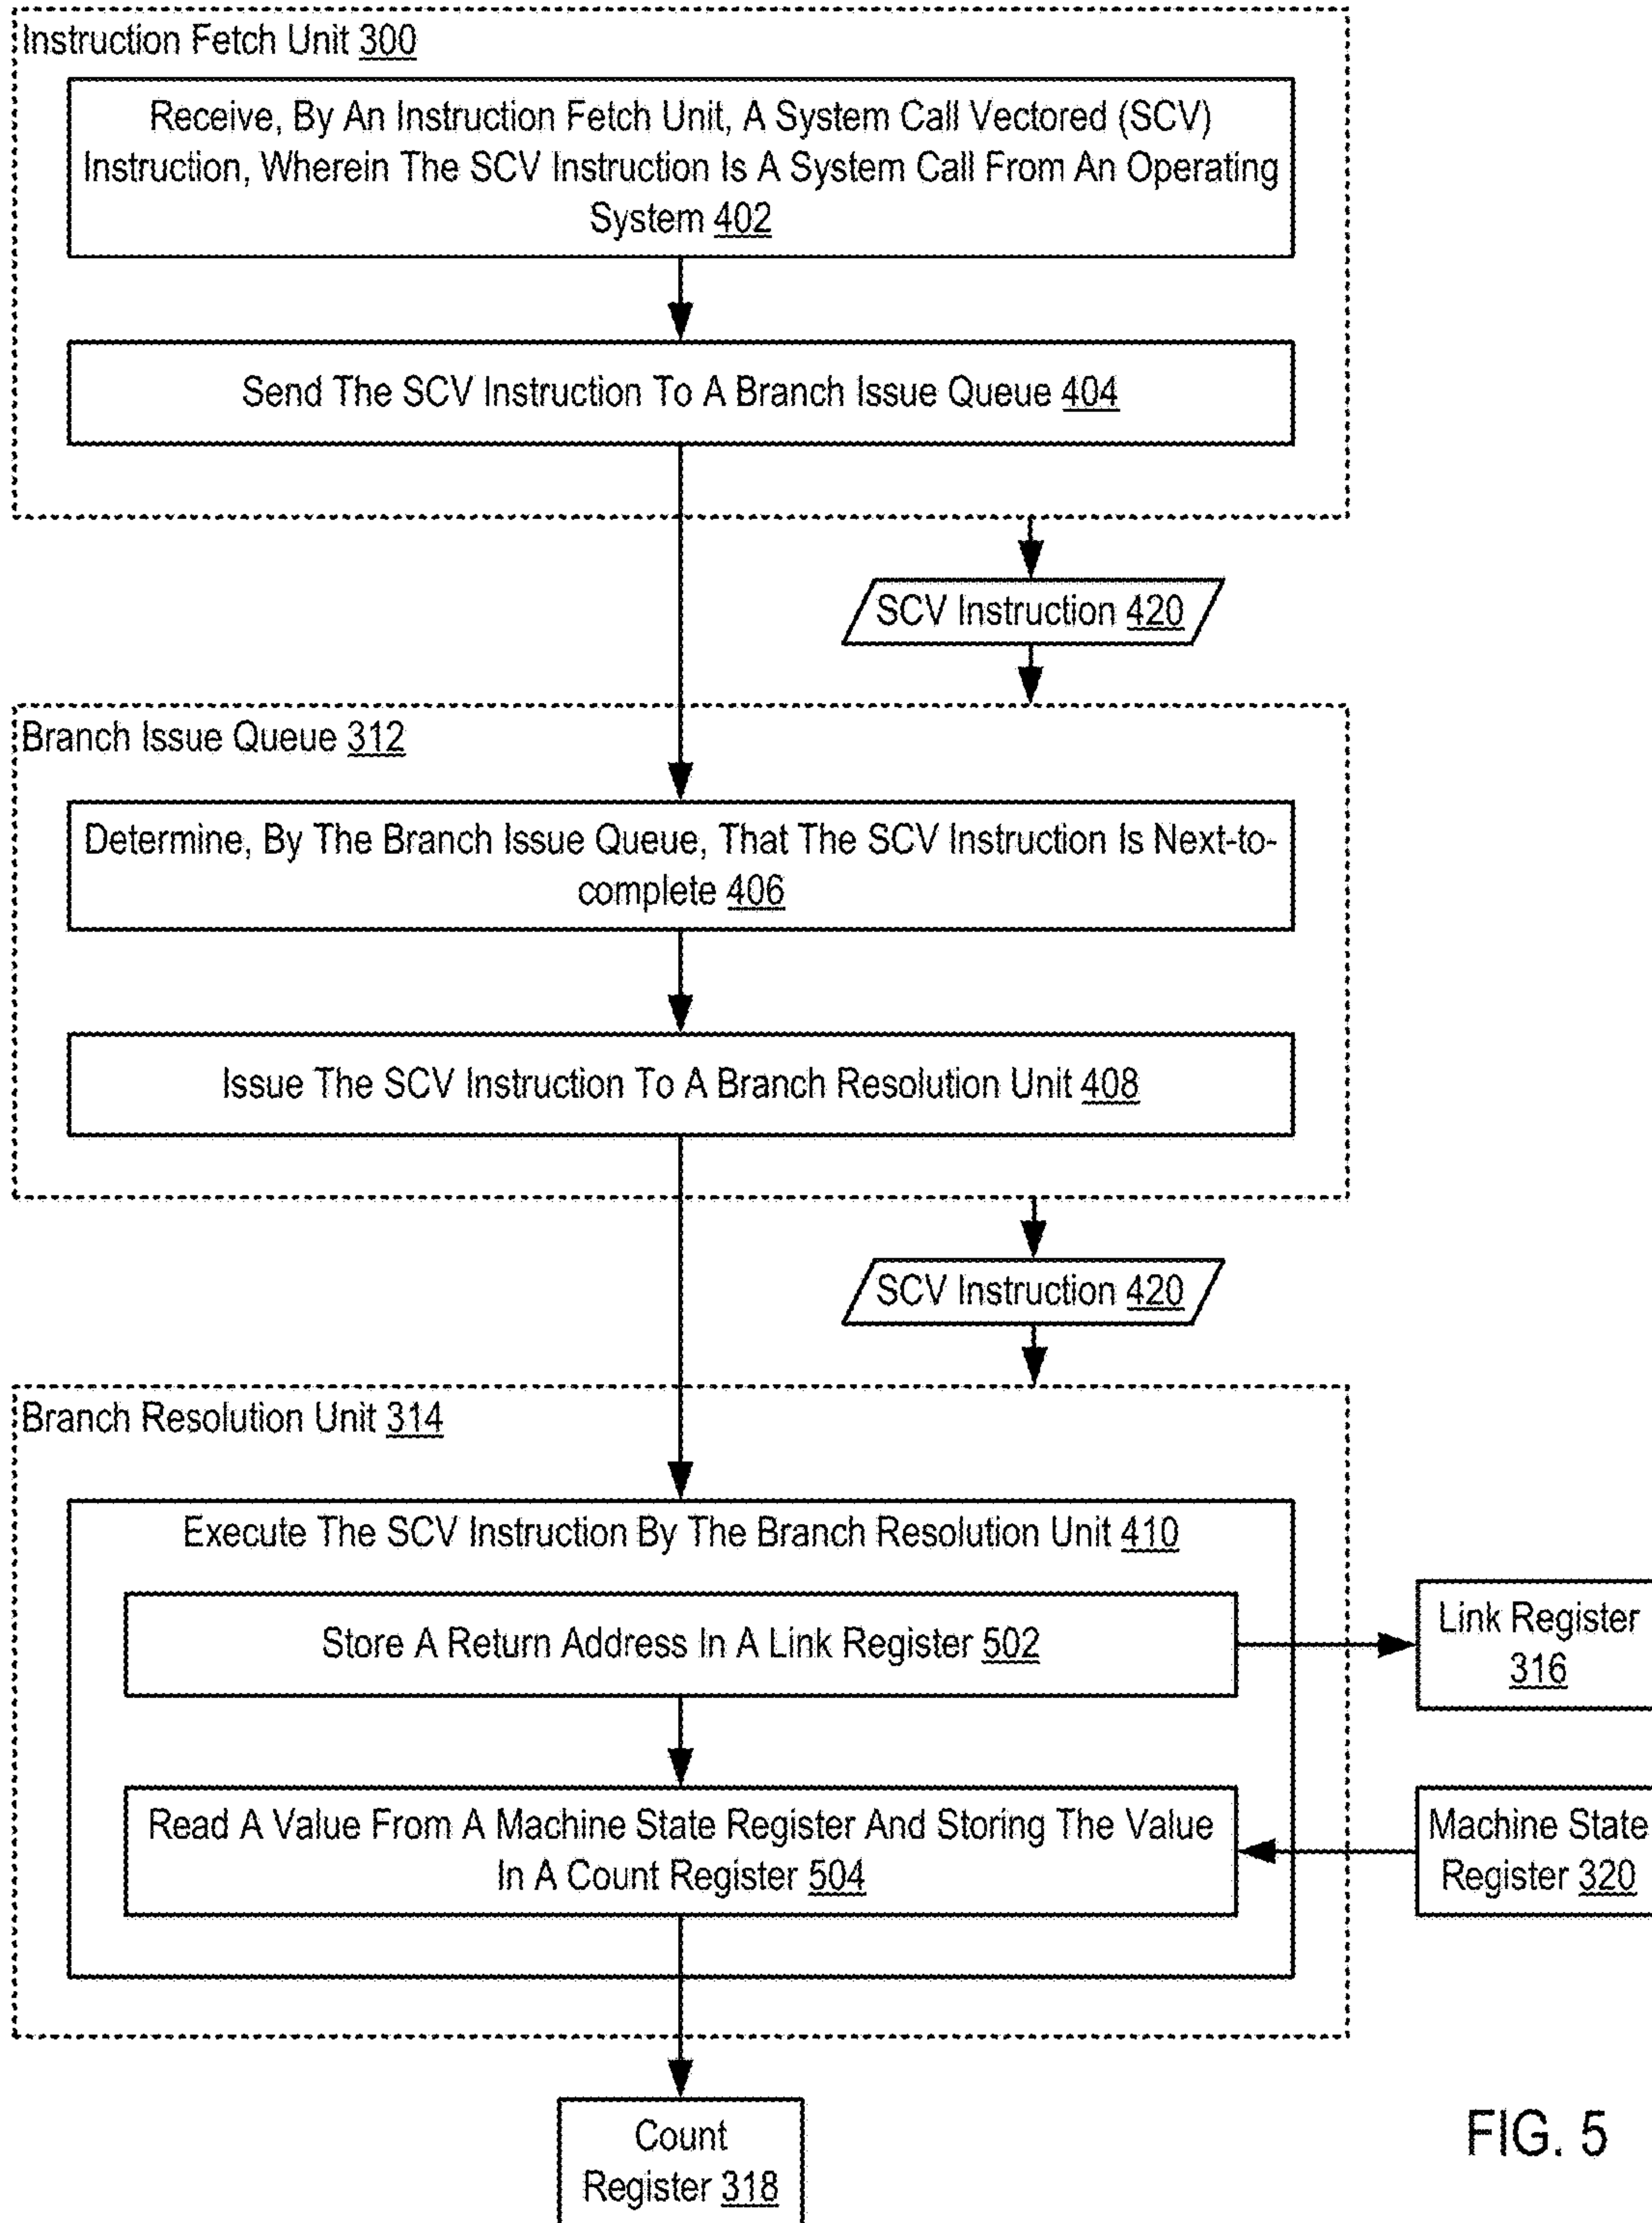 Instruction Fetch Unit 300
Receive, By An Instruction Fetch Unit, A System Call Vectored (SCV)
Instruction, Wherein The SCV Instruction Is A System Call From An Operating
System 402
Send The SCV Instruction To A Branch Issue Queue 404
SCV Instruction 420
Branch Issue Queue 312
Determine, By The Branch Issue Queue, That The SCV Instruction Is Next-to-
complete 406
Issue The SCV Instruction To A Branch Resolution Unit 408
SCV Instruction 420
Branch Resolution Unit 314
Execute The SCV Instruction By The Branch Resolution Unit 410
Store A Return Address In A Link Register 502
Link Register
316
Read A Value From A Machine State Register And Storing The Value
In A Count Register 504
Machine State
Register 320
Count
Register 318
FIG. 5